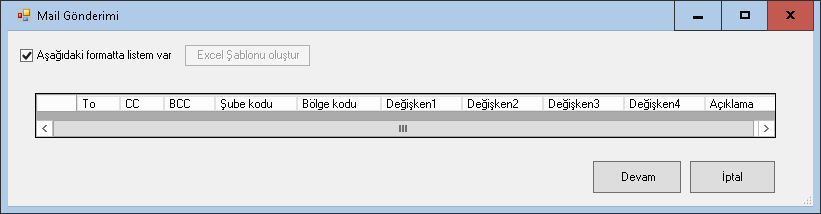 Mail Gönderimi
Aşağıdaki formatta listem var Excel Şablonu oluştur
To CC BCC Şube kodu Bölge kodu Değişken1 Değişken2 Değişken3 Değişken4 Açıklama
Devam İptal